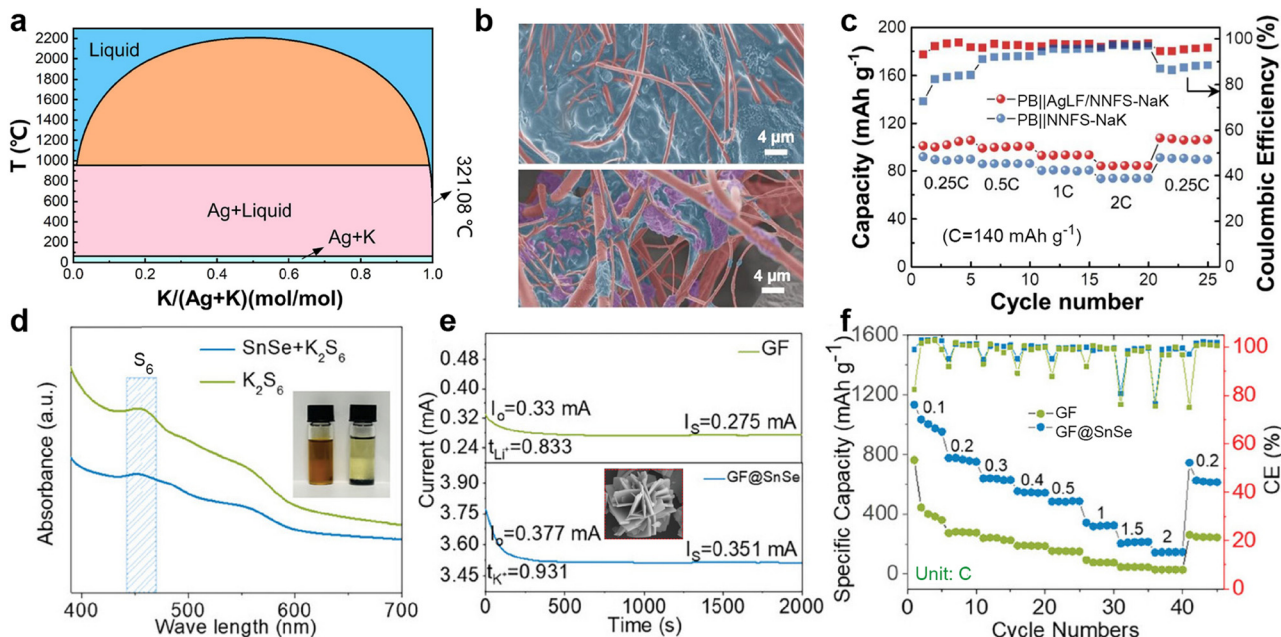 a
2200
2000
1800
1600
1400
1200
1000
800
600
400
200
0
T (℃)
Liquid
Ag+Liquid
Ag+K
321.08 ℃
0.0 0.2 0.4 0.6 0.8 1.0
K/(Ag+K)(mol/mol)
b
4 μm
4 μm
c
200
160
120
80
40
0
Capacity (mAh g⁻¹)
PB||AgLF/NNFS-NaK
PB||NNFS-NaK
0.25C 0.5C 1C 2C 0.25C
(C=140 mAh g⁻¹)
100
80
60
40
20
0
Coulombic Efficiency (%)
0 5 10 15 20 25
Cycle number
d
Absorbance (a.u.)
S₆
SnSe+K₂S₆
K₂S₆
400 500 600 700
Wave length (nm)
e
Current (mA)
0.48
0.40
0.32
0.24
GF
Iₒ=0.33 mA
I_S=0.275 mA
t_Li⁺=0.833
3.90
3.75
3.60
3.45
GF@SnSe
Iₒ=0.377 mA
I_S=0.351 mA
t_K⁺=0.931
0 500 1000 1500 2000
Time (s)
f
1600
1200
800
400
0
Specific Capacity (mAh g⁻¹)
GF
GF@SnSe
0.1
0.2
0.3
0.4
0.5
1
1.5
2
0.2
Unit: C
100
80
60
40
20
0
CE (%)
0 10 20 30 40
Cycle Numbers